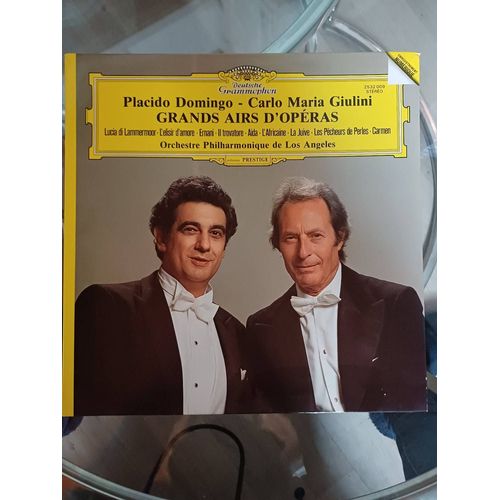 Deutsche
Grammophon
2532 009
STEREO
Placido Domingo - Carlo Maria Giulini
GRANDS AIRS D'OPÉRAS
Lucia di Lammermoor · L'elisir d'amore · Ernani · Il trovatore · Aida · L'Africaine · La Juive · Les Pêcheurs de Perles · Carmen
Orchestre Philharmonique de Los Angeles
PRESTIGE